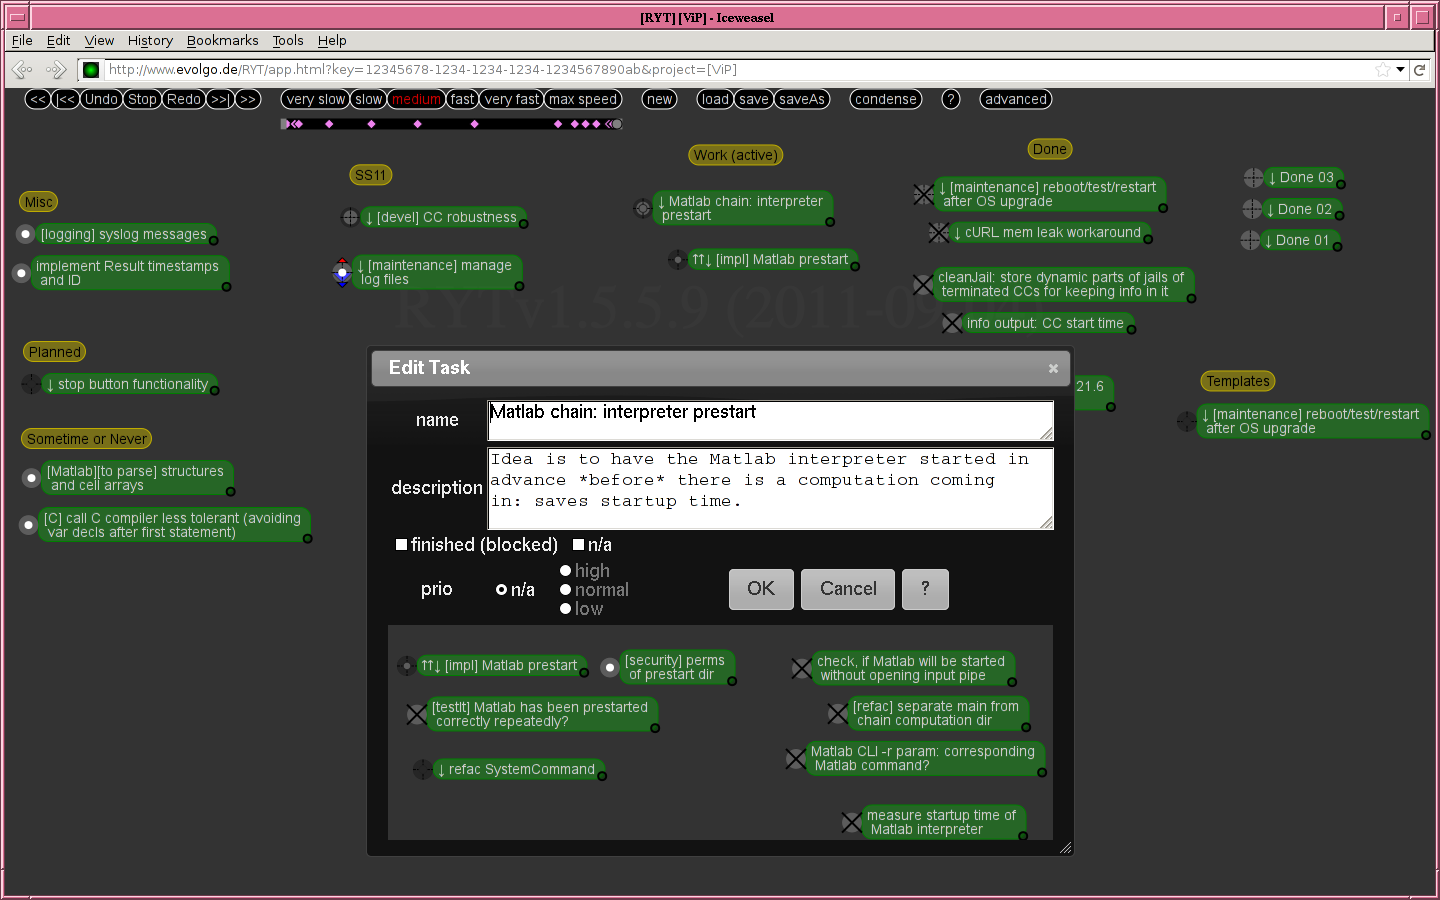 [RYT] [ViP] - Iceweasel
File Edit View History Bookmarks Tools Help
http://www.evolgo.de/RYT/app.html?key=12345678-1234-1234-1234-1234567890ab&project=[ViP]
<< |<< Undo Stop Redo >>| >> very slow slow medium fast very fast max speed new load save saveAs condense ? advanced
Misc
[logging] syslog messages
implement Result timestamps
and ID
SS11
↓ [devel] CC robustness
↓ [maintenance] manage
log files
Work (active)
↓ Matlab chain: interpreter
prestart
⇈↓ [impl] Matlab prestart
Done
↓ [maintenance] reboot/test/restart
after OS upgrade
↓ cURL mem leak workaround
cleanJail: store dynamic parts of jails of
terminated CCs for keeping info in it
info output: CC start time
↓ Done 03
↓ Done 02
↓ Done 01
RYTv1.5.5.9 (2011-09
Planned
↓ stop button functionality
Sometime or Never
[Matlab][to parse] structures
and cell arrays
[C] call C compiler less tolerant (avoiding
var decls after first statement)
21.6
Templates
↓ [maintenance] reboot/test/restart
after OS upgrade
Edit Task ×
name
Matlab chain: interpreter prestart
description
Idea is to have the Matlab interpreter started in
advance *before* there is a computation coming
in: saves startup time.
finished (blocked) n/a
prio n/a
high
normal
low
OK Cancel ?
⇈↓ [impl] Matlab prestart
[security] perms
of prestart dir
check, if Matlab will be started
without opening input pipe
[testIt] Matlab has been prestarted
correctly repeatedly?
[refac] separate main from
chain computation dir
↓ refac SystemCommand
Matlab CLI -r param: corresponding
Matlab command?
measure startup time of
Matlab interpreter